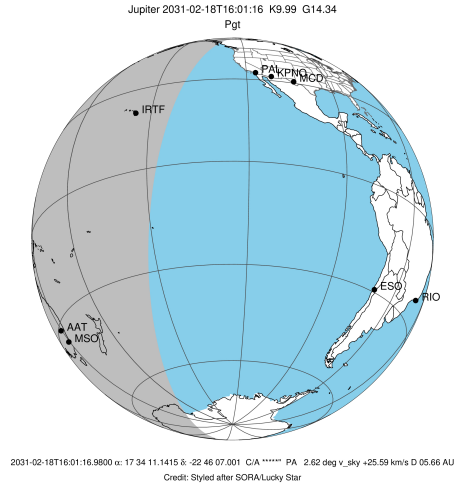 Jupiter 2031-02-18T16:01:16  K9.99  G14.34
Pgt
PAL
KPNO
MCD
IRTF
ESO
RIO
AAT
MSO
2031-02-18T16:01:16.9800 α: 17 34 11.1415 δ: -22 46 07.001  C/A *****"  PA   2.62 deg v_sky +25.59 km/s D 05.66 AU
Credit: Styled after SORA/Lucky Star